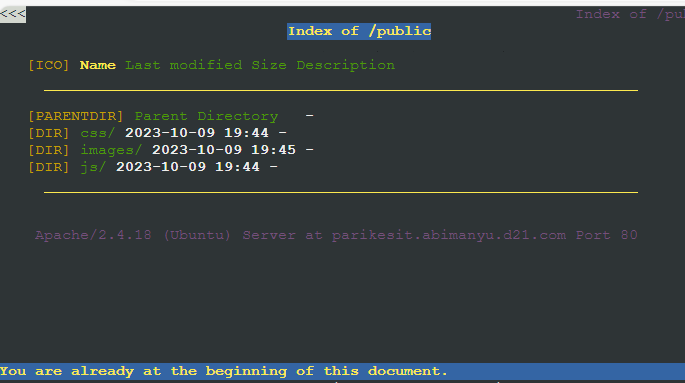 <<< Index of /pu
Index of /public
[ICO] Name Last modified Size Description
[PARENTDIR] Parent Directory -
[DIR] css/ 2023-10-09 19:44 -
[DIR] images/ 2023-10-09 19:45 -
[DIR] js/ 2023-10-09 19:44 -
Apache/2.4.18 (Ubuntu) Server at parikesit.abimanyu.d21.com Port 80
You are already at the beginning of this document.